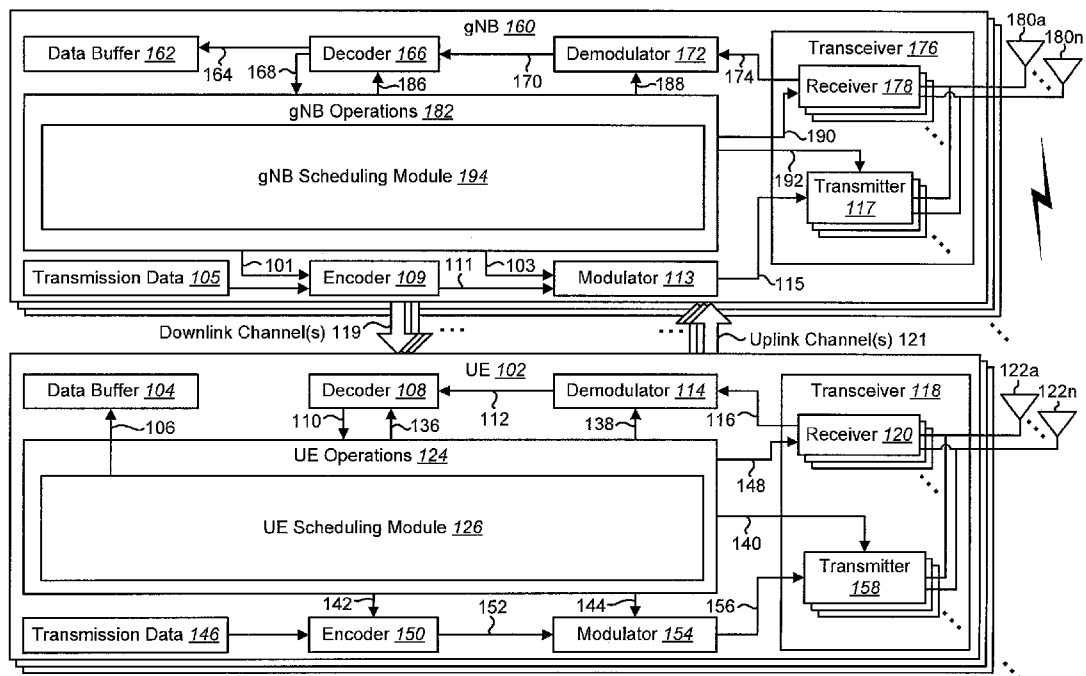 gNB 160
180a
180n
Data Buffer 162
Decoder 166
Demodulator 172
Transceiver 176
164
168
186
170
188
174
Receiver 178
gNB Operations 182
190
gNB Scheduling Module 194
192
Transmitter
117
101
103
Transmission Data 105
Encoder 109
111
Modulator 113
115
Downlink Channel(s) 119
Uplink Channel(s) 121
UE 102
122a
122n
Data Buffer 104
Decoder 108
Demodulator 114
Transceiver 118
106
110
136
112
138
116
Receiver 120
UE Operations 124
148
UE Scheduling Module 126
140
Transmitter
158
142
152
144
156
Transmission Data 146
Encoder 150
Modulator 154